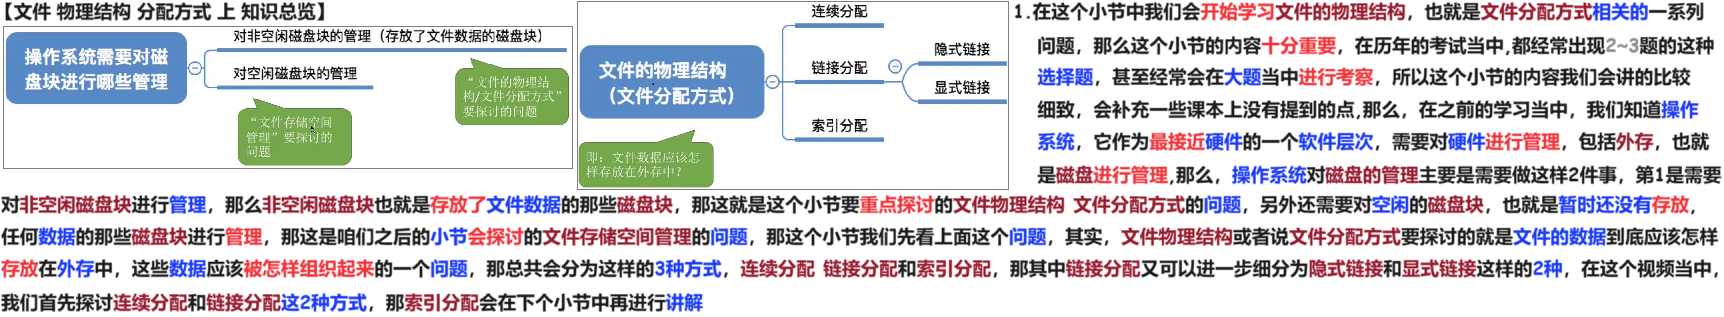 【文件 物理结构 分配方式 上 知识总览】
操作系统需要对磁
盘块进行哪些管理
对非空闲磁盘块的管理（存放了文件数据的磁盘块）
对空闲磁盘块的管理
“文件的物理结
构/文件分配方式”
要探讨的问题
“文件存储空间
管理”要探讨的
问题
文件的物理结构
（文件分配方式）
连续分配
链接分配
隐式链接
显式链接
索引分配
即：文件数据应该怎
样存放在外存中？
1.在这个小节中我们会开始学习文件的物理结构，也就是文件分配方式相关的一系列
问题，那么这个小节的内容十分重要，在历年的考试当中,都经常出现2~3题的这种
选择题，甚至经常会在大题当中进行考察，所以这个小节的内容我们会讲的比较
细致，会补充一些课本上没有提到的点,那么，在之前的学习当中，我们知道操作
系统，它作为最接近硬件的一个软件层次，需要对硬件进行管理，包括外存，也就
是磁盘进行管理,那么，操作系统对磁盘的管理主要是需要做这样2件事，第1是需要
对非空闲磁盘块进行管理，那么非空闲磁盘块也就是存放了文件数据的那些磁盘块，那这就是这个小节要重点探讨的文件物理结构 文件分配方式的问题，另外还需要对空闲的磁盘块，也就是暂时还没有存放，
任何数据的那些磁盘块进行管理，那这是咱们之后的小节会探讨的文件存储空间管理的问题，那这个小节我们先看上面这个问题，其实，文件物理结构或者说文件分配方式要探讨的就是文件的数据到底应该怎样
存放在外存中，这些数据应该被怎样组织起来的一个问题，那总共会分为这样的3种方式，连续分配 链接分配和索引分配，那其中链接分配又可以进一步细分为隐式链接和显式链接这样的2种，在这个视频当中，
我们首先探讨连续分配和链接分配这2种方式，那索引分配会在下个小节中再进行讲解